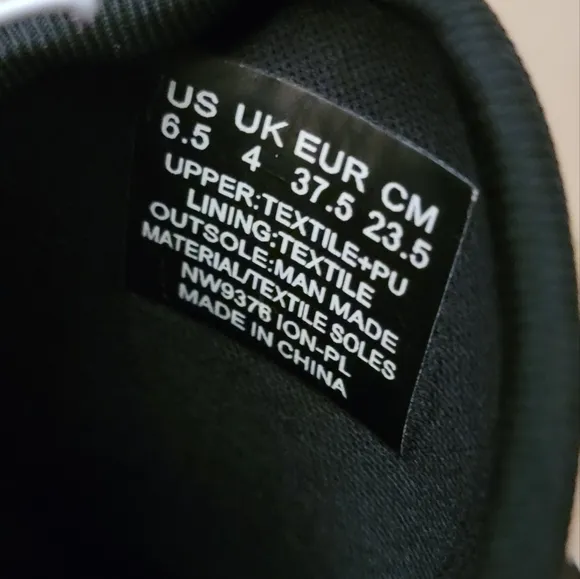 US UK EUR CM
6.5 4 37.5 23.5
UPPER:TEXTILE+PU
LINING:TEXTILE
OUTSOLE:MAN MADE
MATERIAL/TEXTILE SOLES
NW9376 ION-PL
MADE IN CHINA